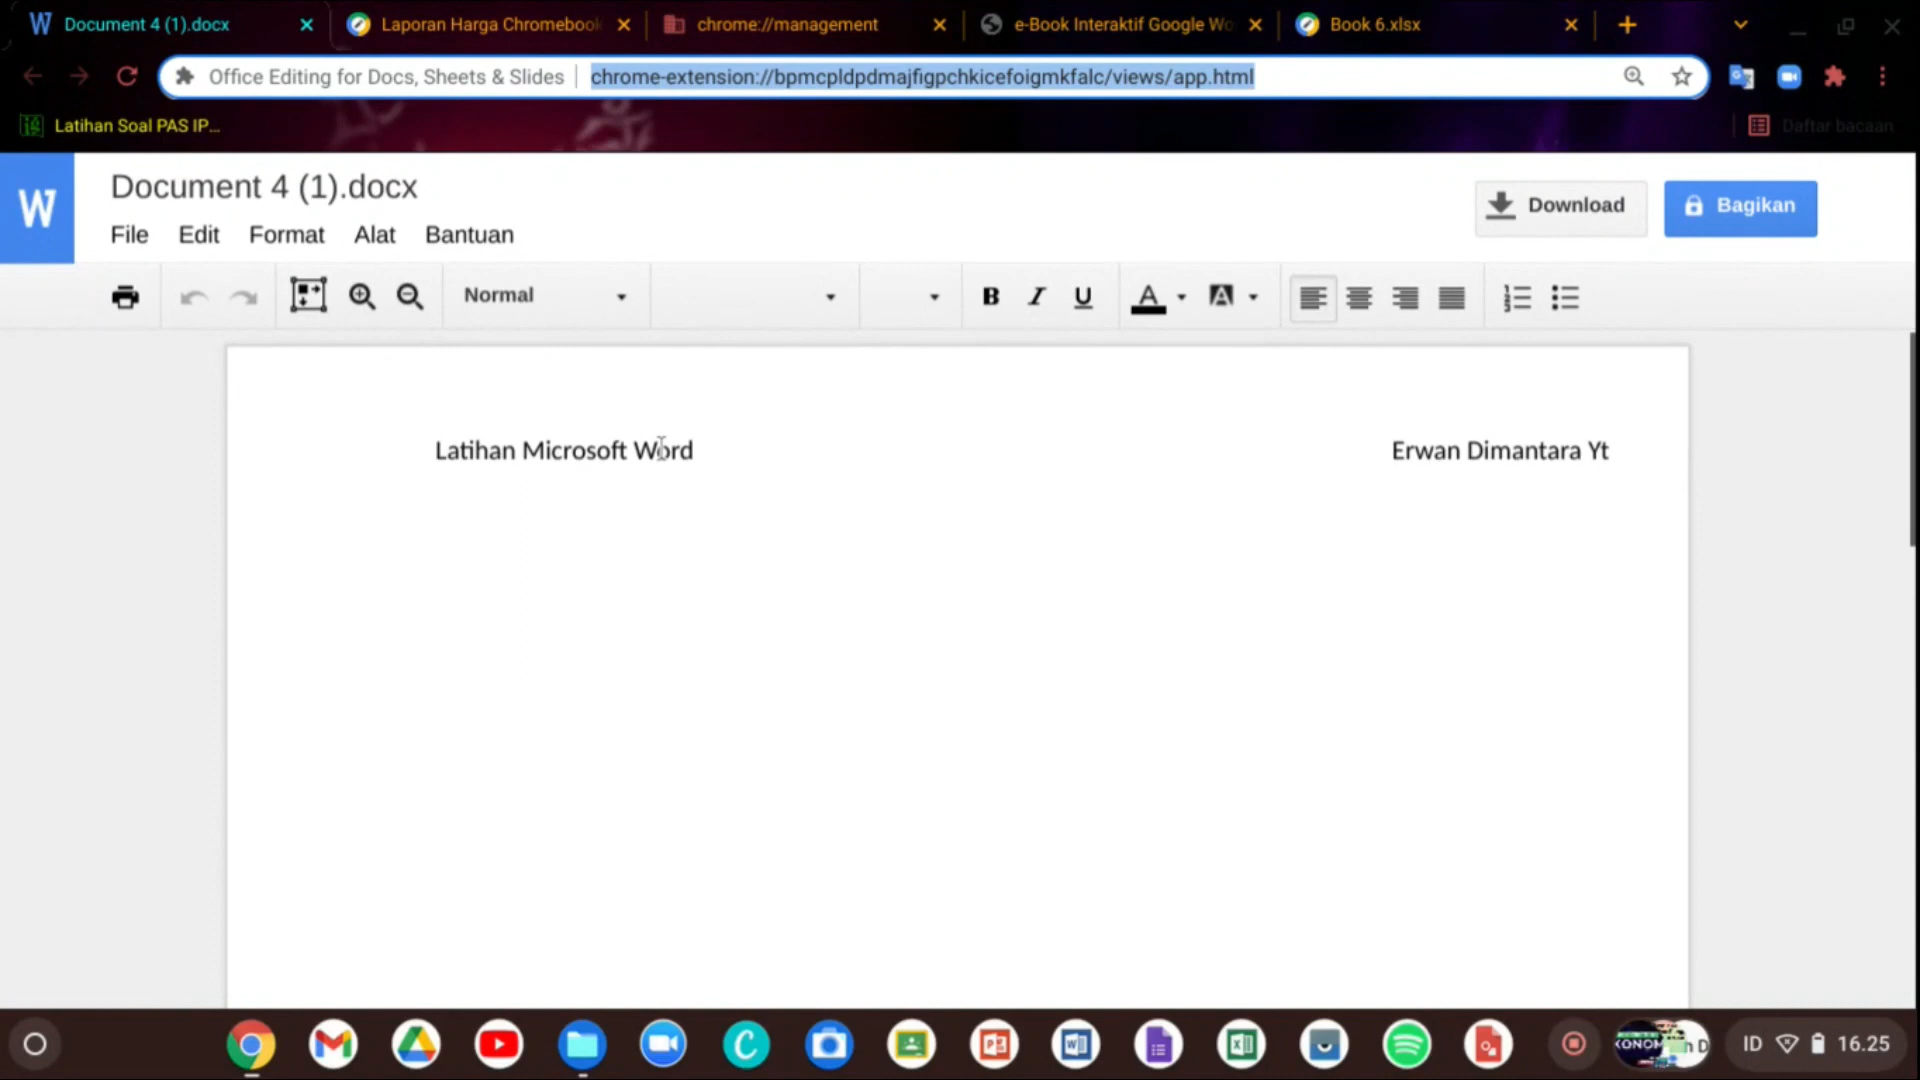 Document 4 (1).docx
Laporan Harga Chromebook
chrome://management
e-Book Interaktif Google Wo
Book 6.xlsx
Office Editing for Docs, Sheets & Slides
chrome-extension://bpmcpldpdmajfigpchkicefoigmkfalc/views/app.html
Latihan Soal PAS IP...
Daftar bacaan
Document 4 (1).docx
Download
Bagikan
File Edit Format Alat Bantuan
Normal
Latihan Microsoft Word
Erwan Dimantara Yt
ID
16.25